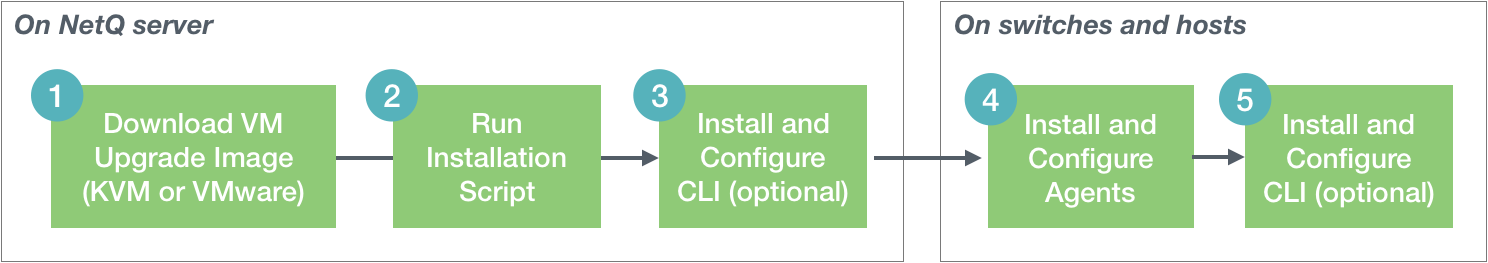 On NetQ server
1
Download VM
Upgrade Image
(KVM or VMware)
2
Run
Installation
Script
3
Install and
Configure
CLI (optional)
On switches and hosts
4
Install and
Configure
Agents
5
Install and
Configure
CLI (optional)